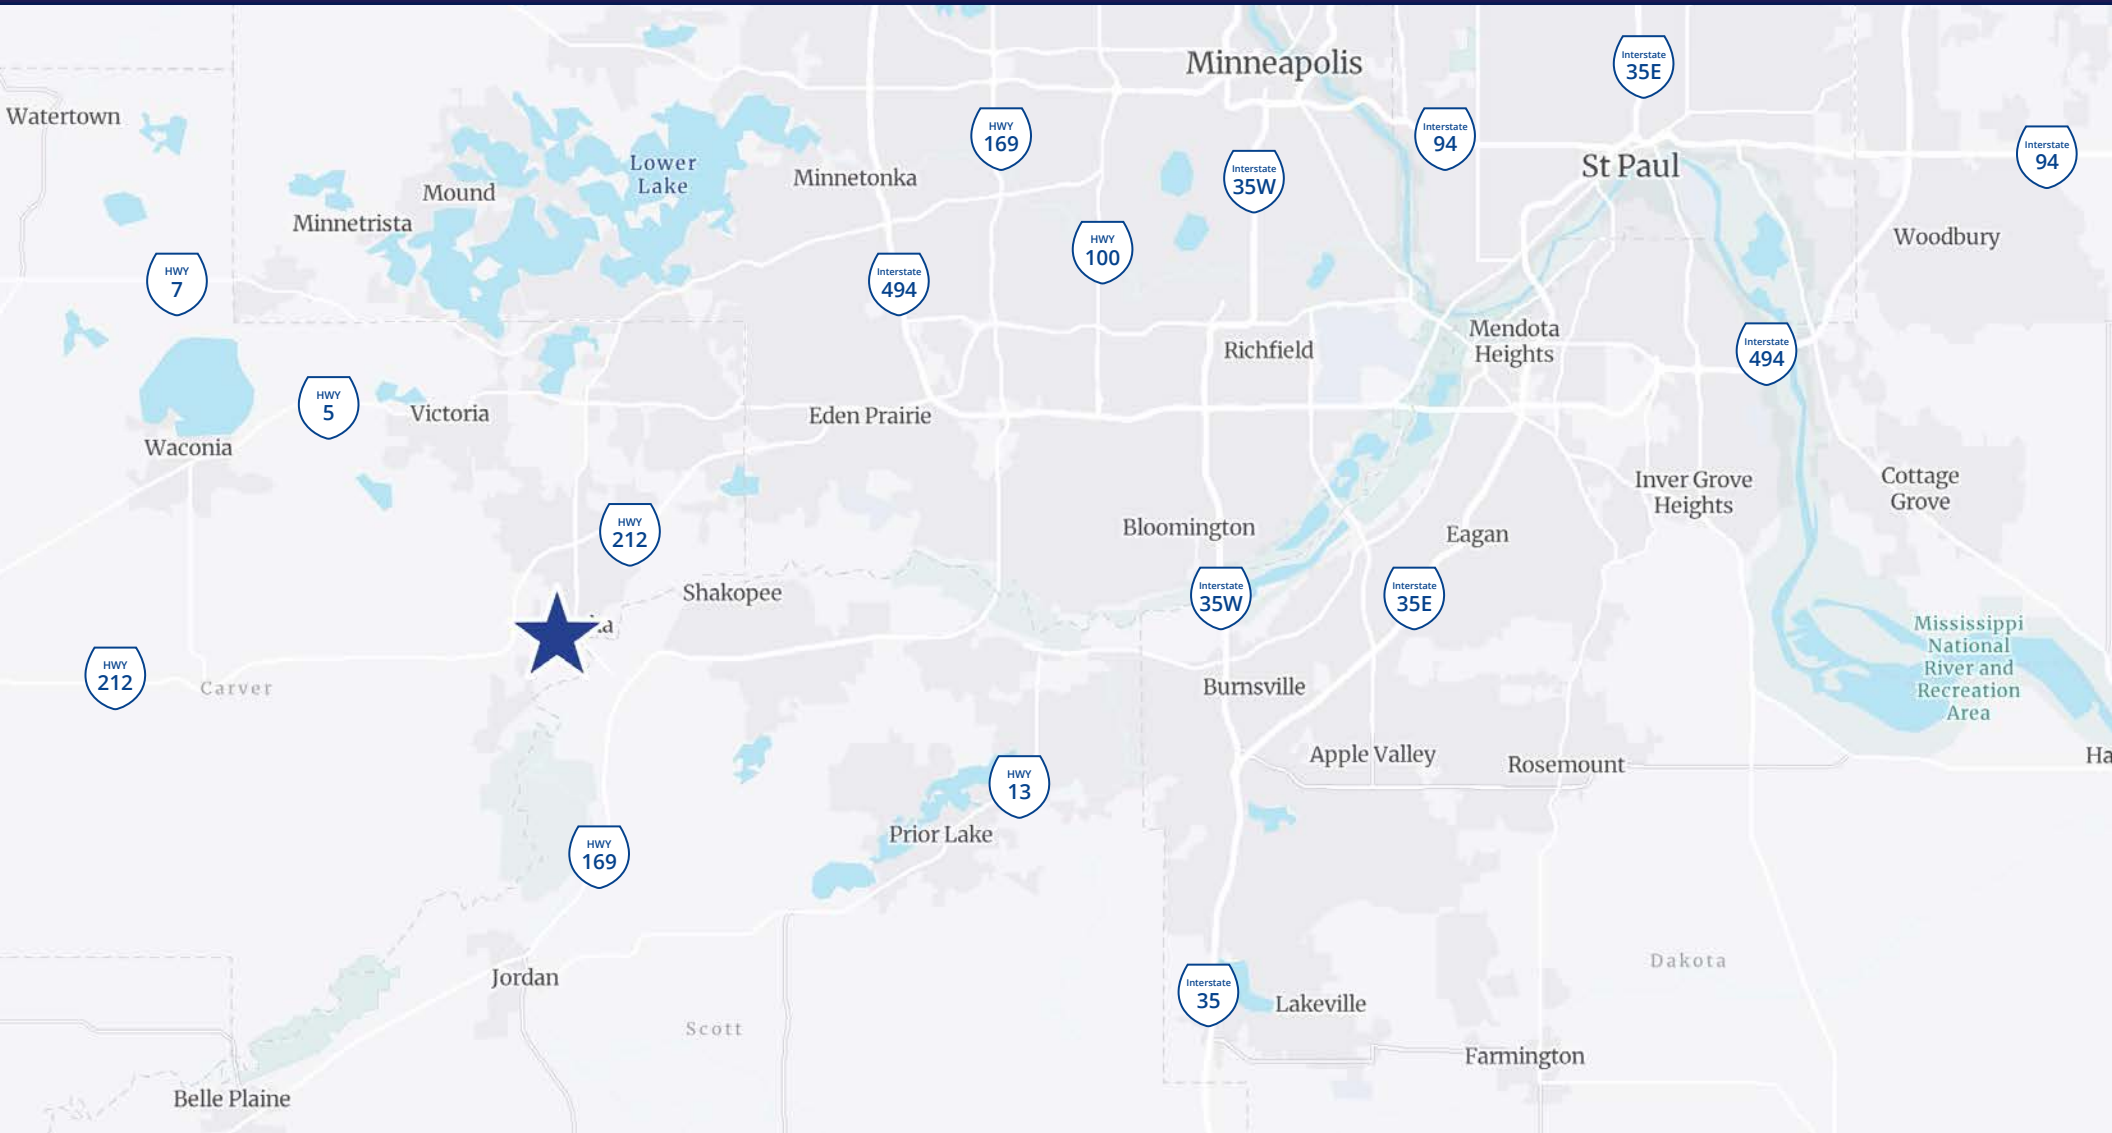 Minneapolis
Interstate
35E
Watertown
HWY
169
Interstate
94
Interstate
94
Lower
Lake
Minnetonka
Interstate
35W
St Paul
Mound
Minnetrista
HWY
100
Woodbury
HWY
7
Interstate
494
Mendota
Heights
Richfield
Interstate
494
HWY
5
Victoria
Eden Prairie
Waconia
Inver Grove
Heights
Cottage
Grove
HWY
212
Bloomington
Eagan
Shakopee
Interstate
35W
Interstate
35E
Mississippi
National
River and
Recreation
Area
HWY
212
Carver
Burnsville
Apple Valley
Rosemount
HWY
13
Prior Lake
HWY
169
Jordan
Dakota
Interstate
35
Lakeville
Scott
Farmington
Belle Plaine